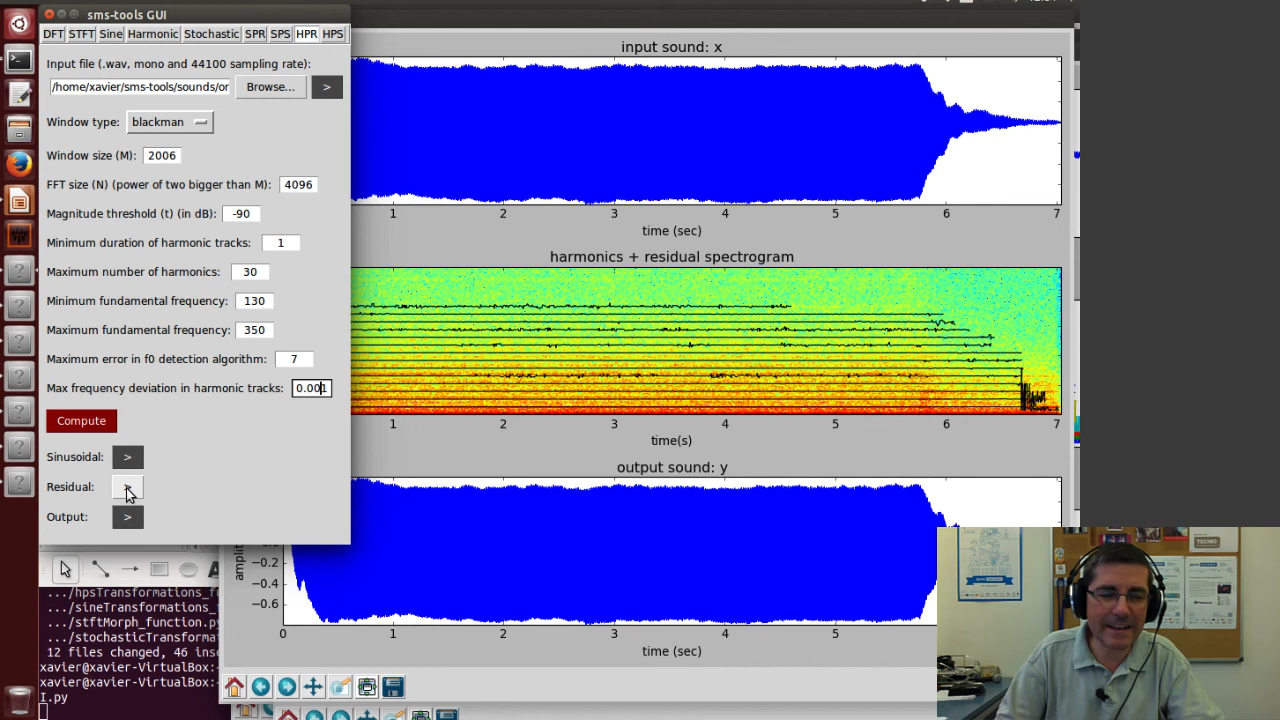 sms-tools GUI
DFT STFT Sine Harmonic Stochastic SPR SPS HPR HPS
Input file (.wav, mono and 44100 sampling rate):
/home/xavier/sms-tools/sounds/or Browse... >
Window type: blackman
Window size (M): 2006
FFT size (N) (power of two bigger than M): 4096
Magnitude threshold (t) (in dB): -90
Minimum duration of harmonic tracks: 1
Maximum number of harmonics: 30
Minimum fundamental frequency: 130
Maximum fundamental frequency: 350
Maximum error in f0 detection algorithm: 7
Max frequency deviation in harmonic tracks: 0.001
Compute
Sinusoidal: >
Residual: >
Output: >
input sound: x
1 2 3 4 5 6 7
time (sec)
harmonics + residual spectrogram
1 2 3 4 5 6 7
time(s)
output sound: y
−0.2
−0.4
−0.6
0 1 2 3 4 5
time (sec)
A
.../hpsTransformations_f
.../sineTransformations_
.../stftMorph_function.py
.../stochasticTransformat
12 files changed, 46 inse
xavier@xavier-VirtualBox:
xavier@xavier-VirtualBox:
I.py